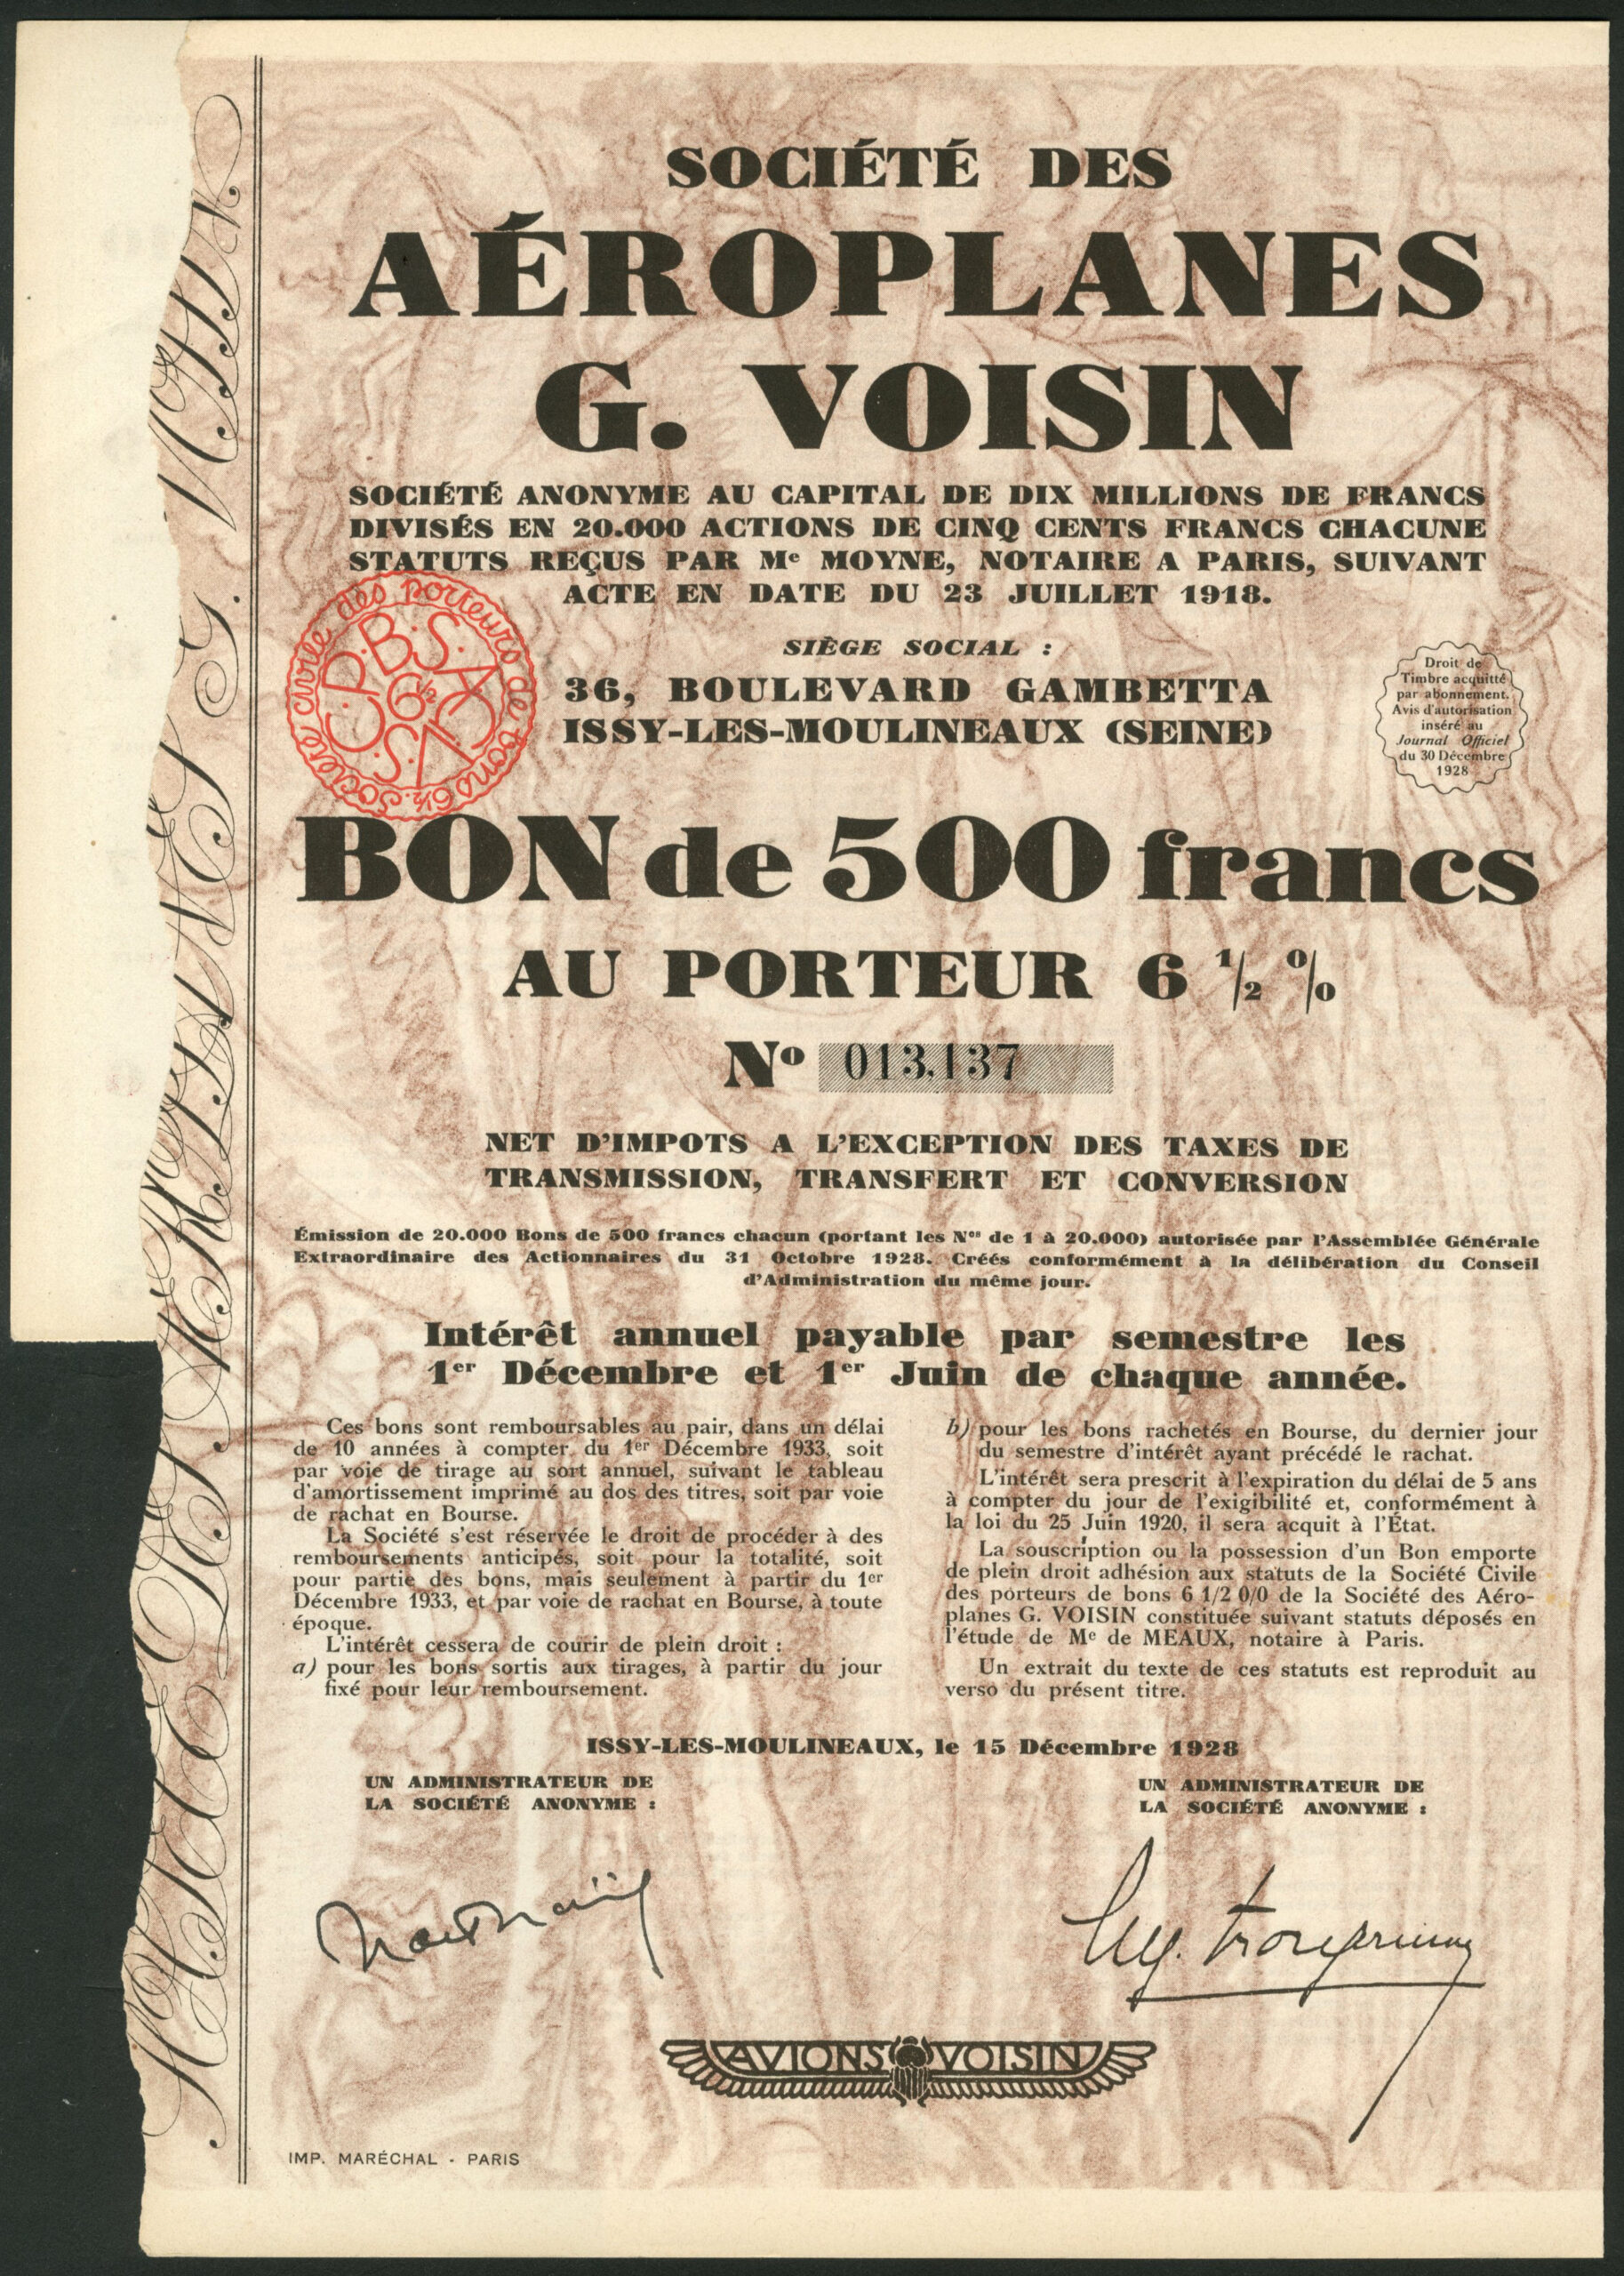 SOCIÉTÉ DES
AÉROPLANES
G. VOISIN
SOCIÉTÉ ANONYME AU CAPITAL DE DIX MILLIONS DE FRANCS
DIVISÉS EN 20.000 ACTIONS DE CINQ CENTS FRANCS CHACUNE
STATUTS REÇUS PAR Me MOYNE, NOTAIRE A PARIS, SUIVANT
ACTE EN DATE DU 23 JUILLET 1918.
Société civile des porteurs de bons 6½
S.C.P.B.S.A.V.
6½
SIÈGE SOCIAL :
36, BOULEVARD GAMBETTA
ISSY-LES-MOULINEAUX (SEINE)
Droit de
Timbre acquitté
par abonnement.
Avis d'autorisation
inséré au
Journal Officiel
du 30 Décembre
1928
BON de 500 francs
AU PORTEUR 6 1/2 %
No 013,137
NET D'IMPOTS A L'EXCEPTION DES TAXES DE
TRANSMISSION, TRANSFERT ET CONVERSION
Émission de 20.000 Bons de 500 francs chacun (portant les Nos de 1 à 20.000) autorisée par l'Assemblée Générale
Extraordinaire des Actionnaires du 31 Octobre 1928. Créés conformément à la délibération du Conseil
d'Administration du même jour.
Intérêt annuel payable par semestre les
1er Décembre et 1er Juin de chaque année.
Ces bons sont remboursables au pair, dans un délai
de 10 années à compter du 1er Décembre 1933, soit
par voie de tirage au sort annuel, suivant le tableau
d'amortissement imprimé au dos des titres, soit par voie
de rachat en Bourse.
La Société s'est réservée le droit de procéder à des
remboursements anticipés, soit pour la totalité, soit
pour partie des bons, mais seulement à partir du 1er
Décembre 1933, et par voie de rachat en Bourse, à toute
époque.
L'intérêt cessera de courir de plein droit :
a) pour les bons sortis aux tirages, à partir du jour
fixé pour leur remboursement.
b) pour les bons rachetés en Bourse, du dernier jour
du semestre d'intérêt ayant précédé le rachat.
L'intérêt sera prescrit à l'expiration du délai de 5 ans
à compter du jour de l'exigibilité et, conformément à
la loi du 25 Juin 1920, il sera acquit à l'État.
La souscription ou la possession d'un Bon emporte
de plein droit adhésion aux statuts de la Société Civile
des porteurs de bons 6 1/2 0/0 de la Société des Aéro-
planes G. VOISIN constituée suivant statuts déposés en
l'étude de Me de MEAUX, notaire à Paris.
Un extrait du texte de ces statuts est reproduit au
verso du présent titre.
ISSY-LES-MOULINEAUX, le 15 Décembre 1928
UN ADMINISTRATEUR DE
LA SOCIÉTÉ ANONYME :
UN ADMINISTRATEUR DE
LA SOCIÉTÉ ANONYME :
AVIONS VOISIN
IMP. MARÉCHAL - PARIS